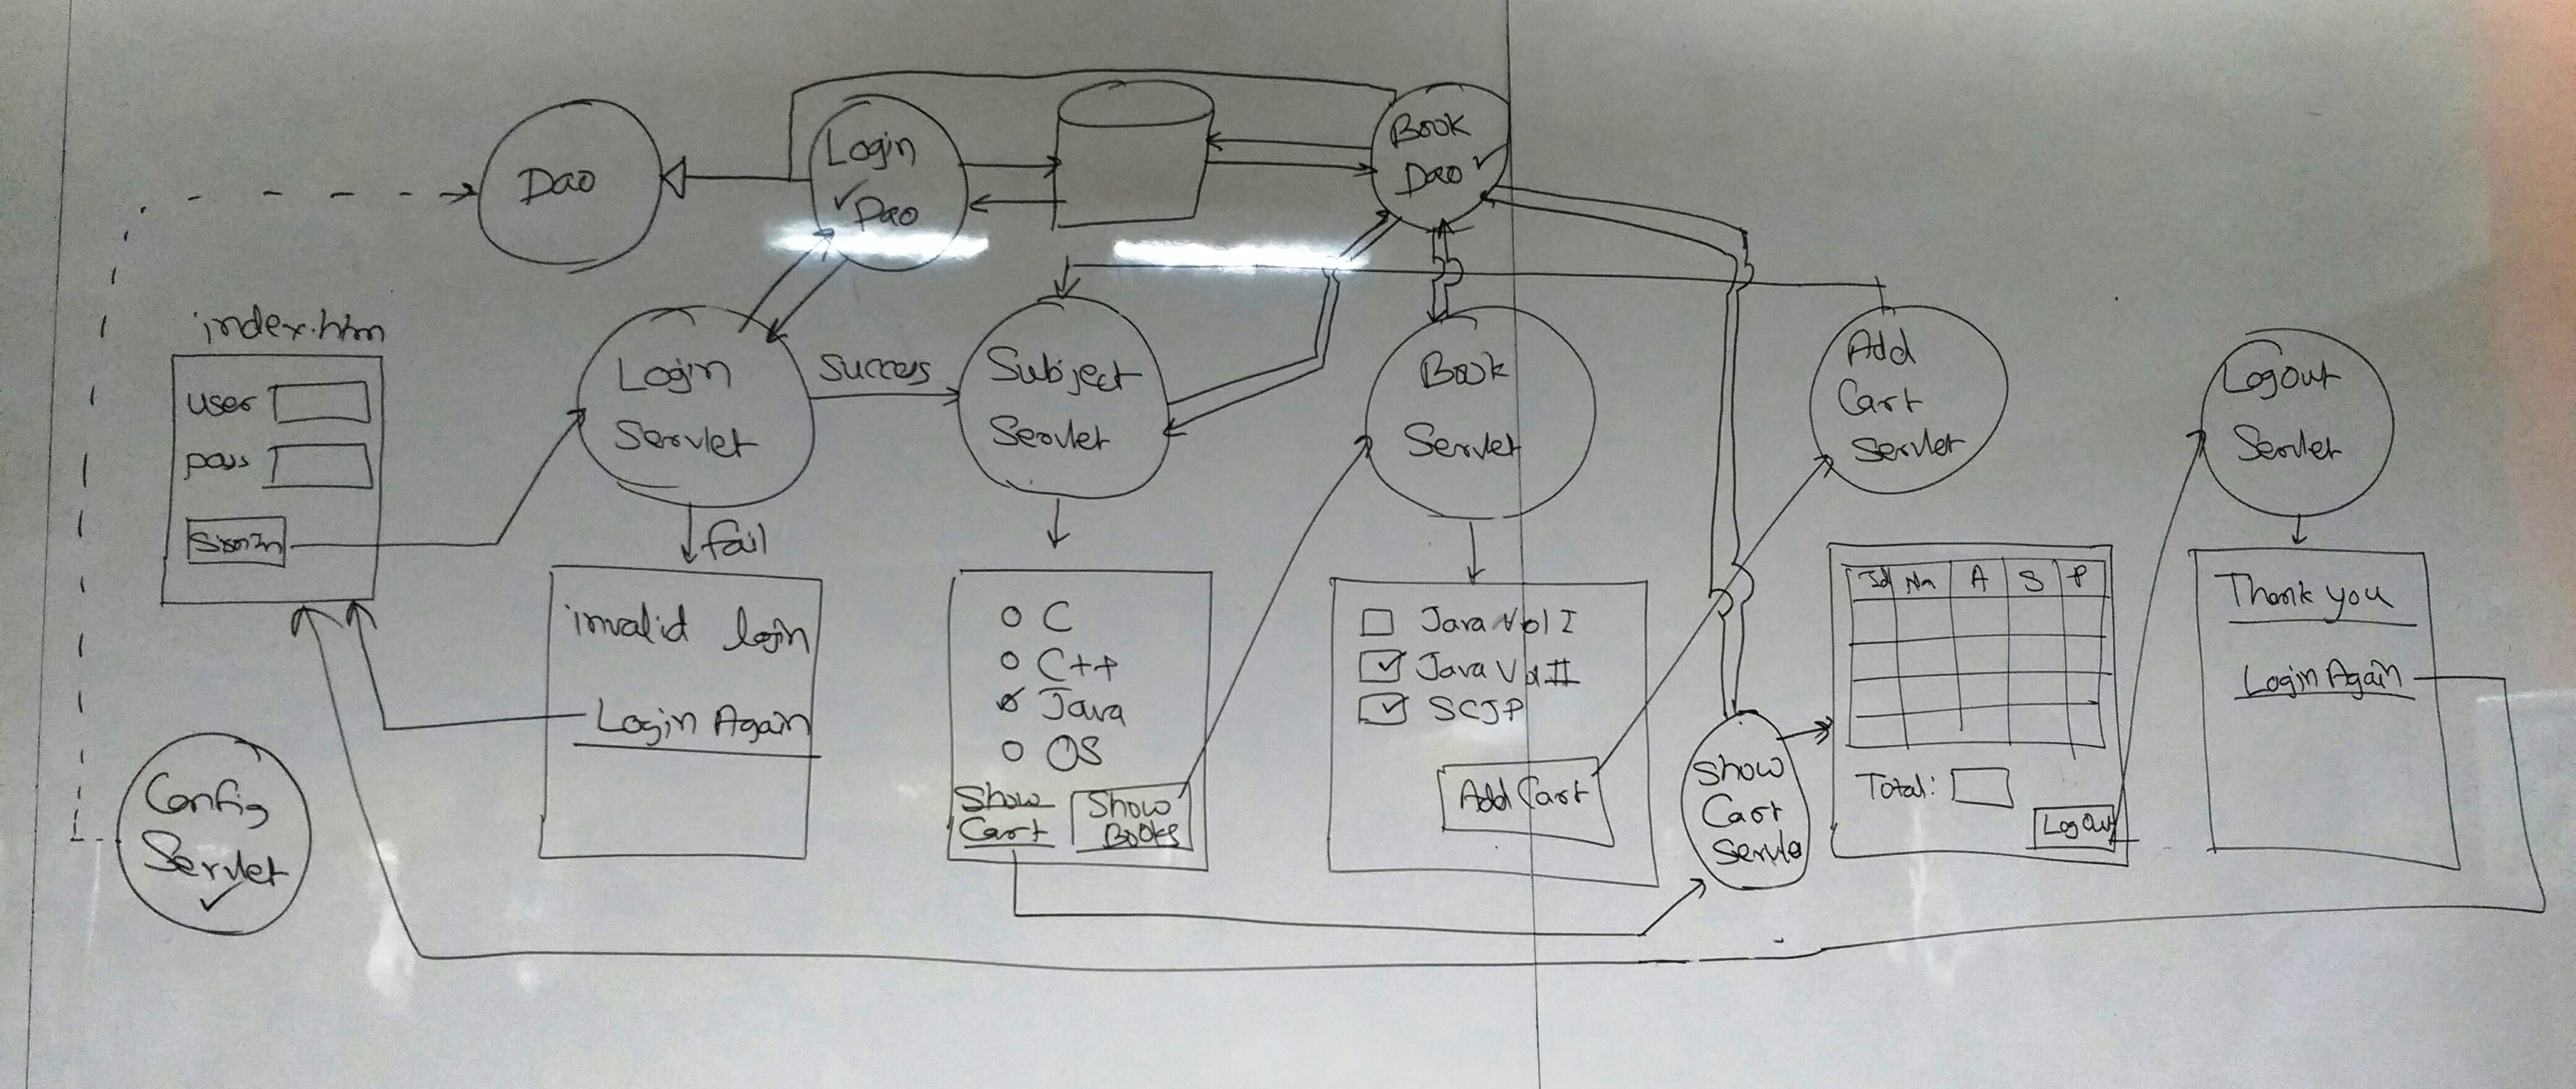 Dao
Login
Dao
Book
Dao
index.htm
user
pass
SignIn
Login
Servlet
Success
fail
Subject
Servlet
Book
Servlet
Add
Cart
Servlet
Logout
Servlet
invalid login
Login Again
C
C++
Java
OS
Show
Cart
Show
Books
Java Vol I
Java Vol II
SCJP
Add Cart
Show
Cart
Servle
Id Na A S P
Total:
LogOut
Thank you
Login Again
Config
Servlet